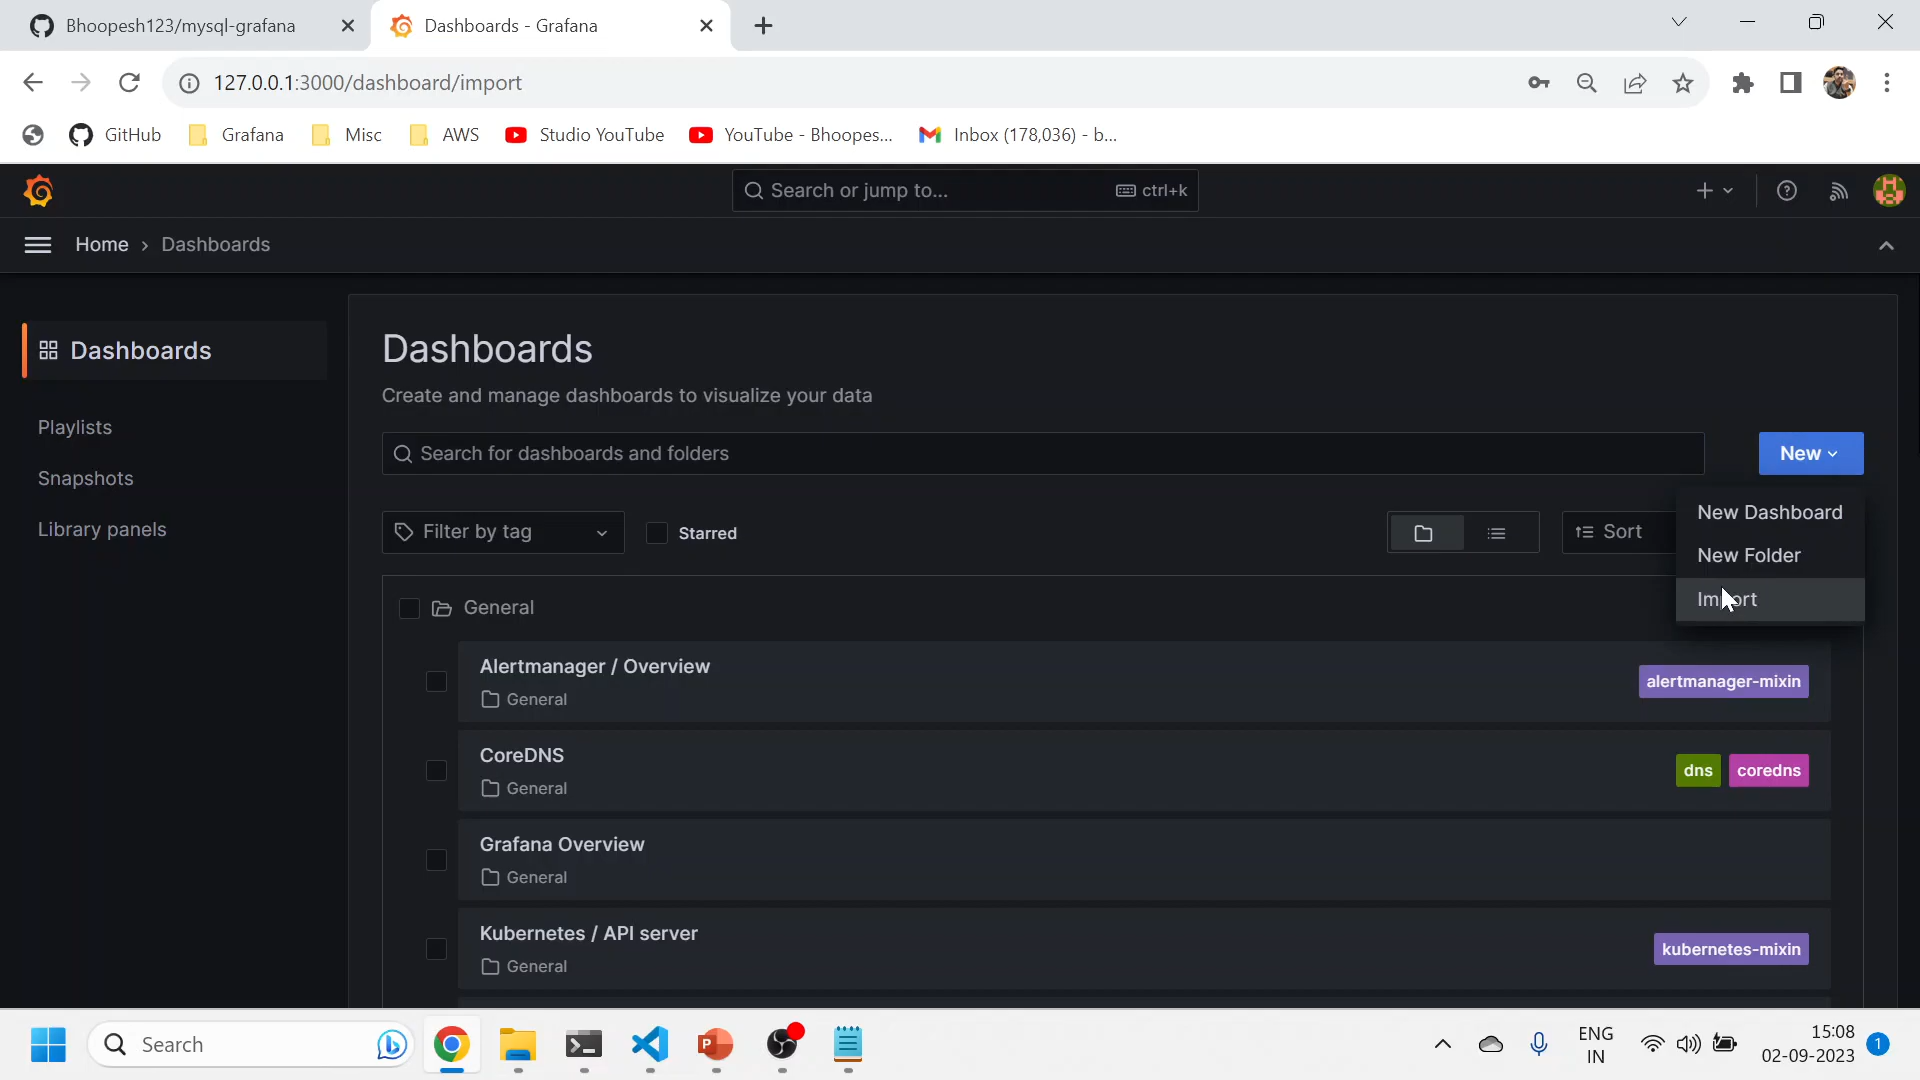 Bhoopesh123/mysql-grafana
Dashboards - Grafana
127.0.0.1:3000/dashboard/import
GitHub
Grafana
Misc
AWS
Studio YouTube
YouTube - Bhoopes...
Inbox (178,036) - b...
Search or jump to...
ctrl+k
Home › Dashboards
Dashboards
Playlists
Snapshots
Library panels
Dashboards
Create and manage dashboards to visualize your data
Search for dashboards and folders
New
New Dashboard
New Folder
Import
Filter by tag
Starred
Sort
General
Alertmanager / Overview
General
alertmanager-mixin
CoreDNS
General
dns
coredns
Grafana Overview
General
Kubernetes / API server
General
kubernetes-mixin
Search
P
ENG
IN
15:08
02-09-2023
1